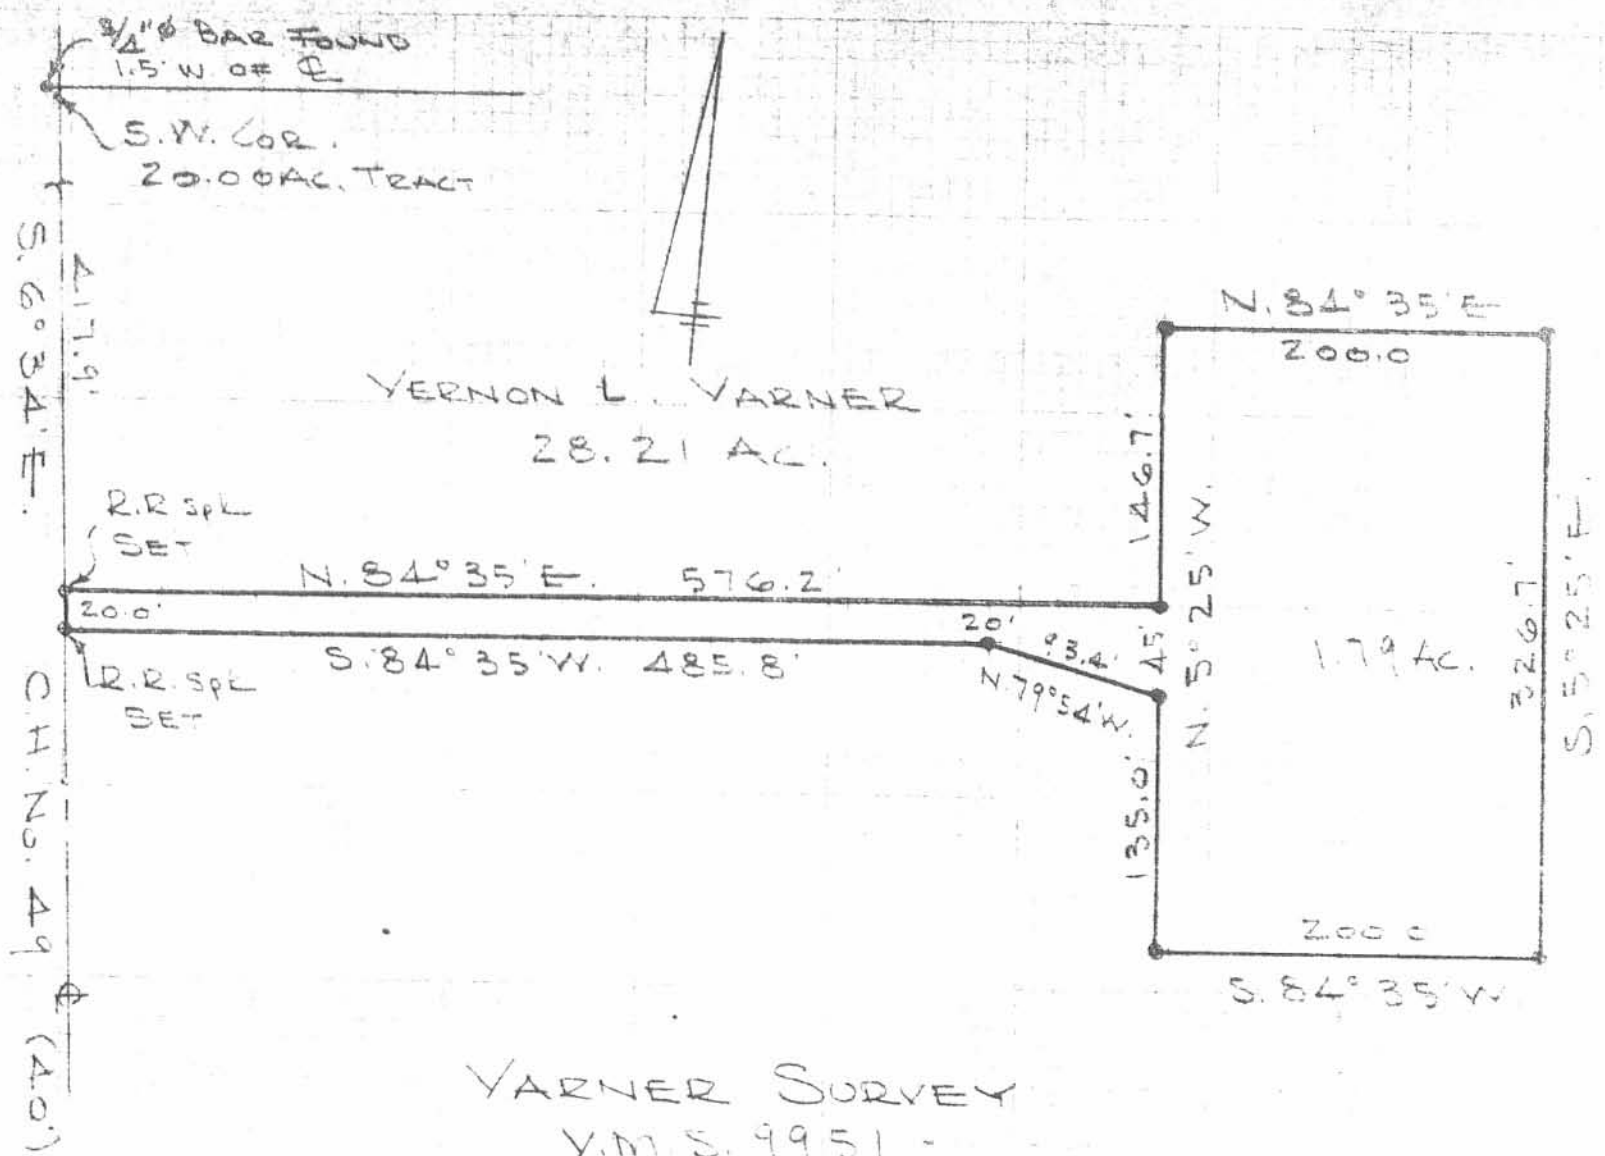 3/4"ø BAR FOUND
1.5' W. OF ℄
S.W. COR.
20.00 AC. TRACT
S. 6° 34' E.
417.9'
VERNON L. VARNER
28.21 AC.
N. 84° 35' E
200.0
146.7'
R.R SPK
SET
N. 84° 35' E. 576.2'
20.0'
20'
93.4'
45'
N. 5° 25' W.
1.79 AC.
326.7'
S. 5° 25' E.
S. 84° 35' W. 485.8'
N. 79° 54' W.
R.R. SPK
SET
135.0'
C.H. No. 49 ℄ (40')
200.0
S. 84° 35' W
VARNER SURVEY
V.M.S. 9951 -